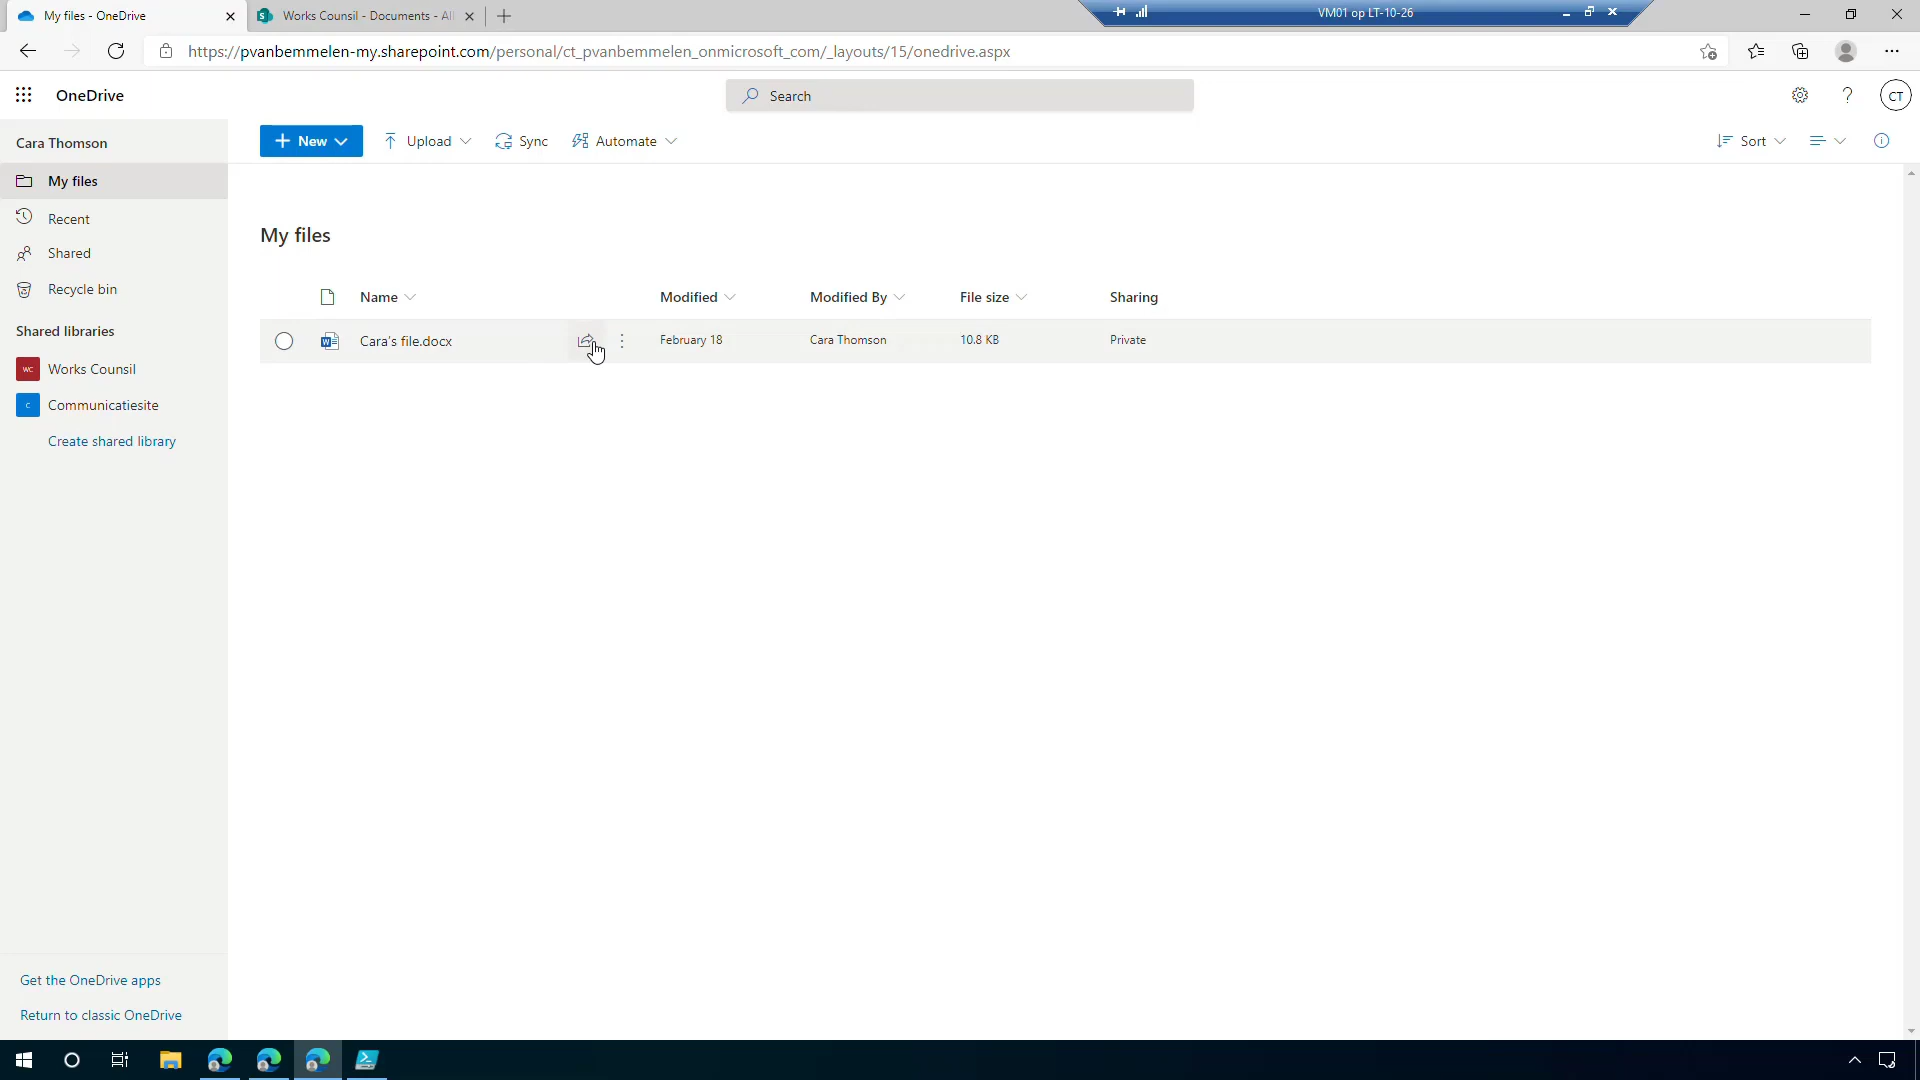 My files - OneDrive
Works Counsil - Documents - All
VM01 op LT-10-26
https://pvanbemmelen-my.sharepoint.com/personal/ct_pvanbemmelen_onmicrosoft_com/_layouts/15/onedrive.aspx
OneDrive
Search
CT
Cara Thomson
New
Upload
Sync
Automate
Sort
My files
Recent
Shared
Recycle bin
Shared libraries
WC Works Counsil
C Communicatiesite
Create shared library
My files
Name
Modified
Modified By
File size
Sharing
Cara's file.docx
February 18
Cara Thomson
10.8 KB
Private
Get the OneDrive apps
Return to classic OneDrive